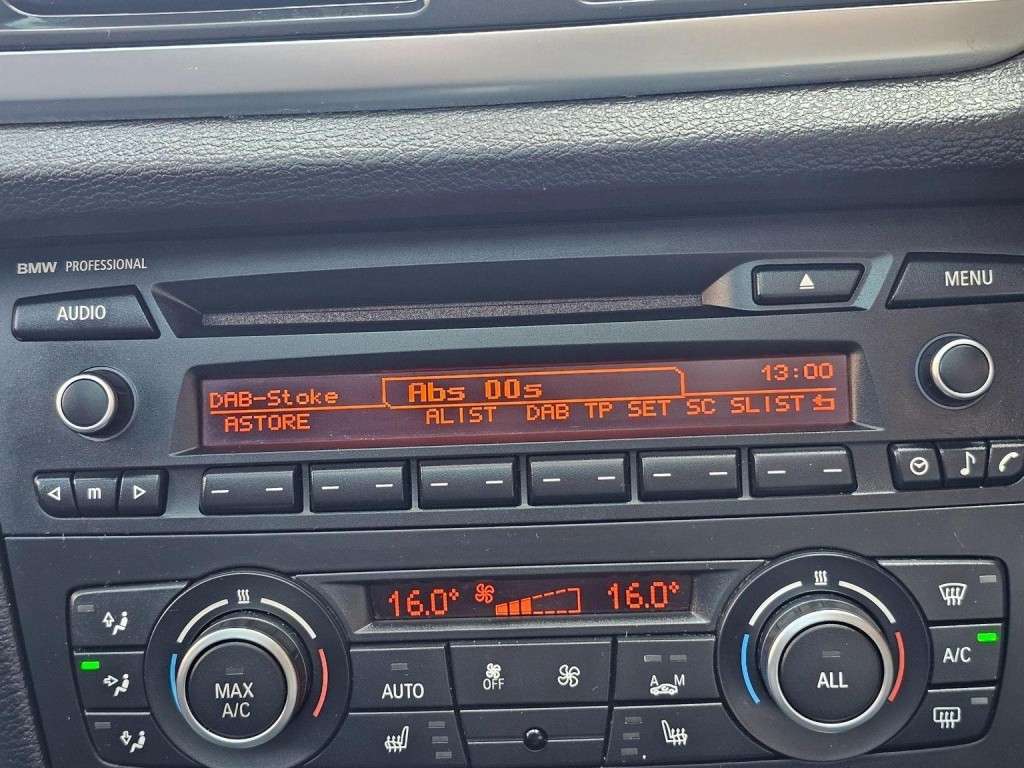 BMW PROFESSIONAL
AUDIO
MENU
DAB-Stoke Abs 00s 13:00
ASTORE ALIST DAB TP SET SC SLIST
m
16.0° 16.0°
MAX
A/C
AUTO
OFF
A M
ALL
A/C